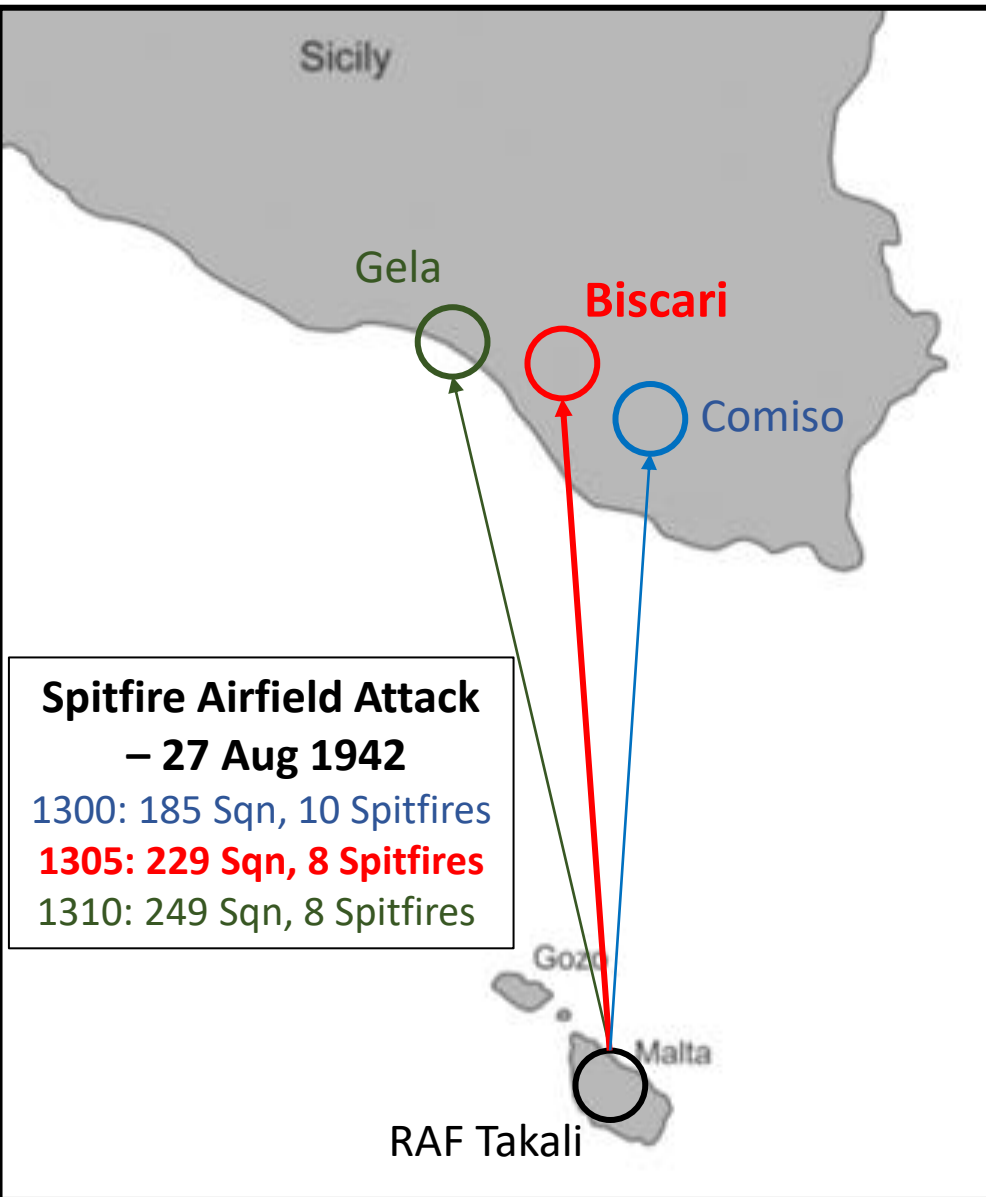 Sicily
Gela
Biscari
Comiso
Spitfire Airfield Attack
– 27 Aug 1942
1300: 185 Sqn, 10 Spitfires
1305: 229 Sqn, 8 Spitfires
1310: 249 Sqn, 8 Spitfires
Gozo
Malta
RAF Takali